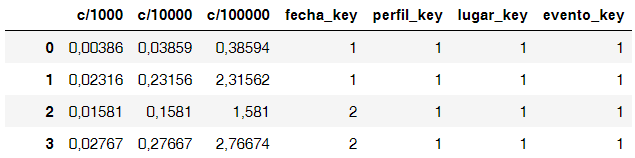 c/1000 c/10000 c/100000 fecha_key perfil_key lugar_key evento_key
0 0,00386 0,03859 0,38594 1 1 1 1
1 0,02316 0,23156 2,31562 1 1 1 1
2 0,01581 0,1581 1,581 2 1 1 1
3 0,02767 0,27667 2,76674 2 1 1 1